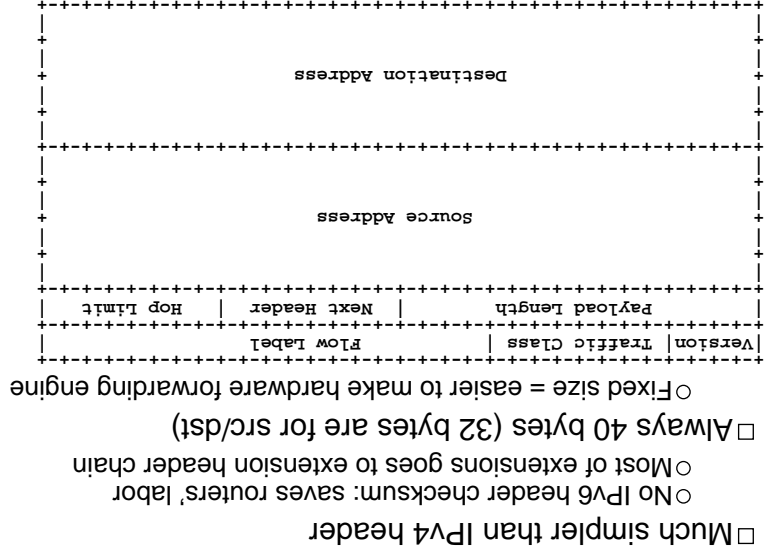 □Much simpler than IPv4 header
○No IPv6 header checksum: saves routers' labor
○Most of extensions goes to extension header chain
□Always 40 bytes (32 bytes are for src/dst)
○Fixed size = easier to make hardware forwarding engine
+-+-+-+-+-+-+-+-+-+-+-+-+-+-+-+-+-+-+-+-+-+-+-+-+-+-+-+-+-+-+-+-+
|Version| Traffic Class | Flow Label |
+-+-+-+-+-+-+-+-+-+-+-+-+-+-+-+-+-+-+-+-+-+-+-+-+-+-+-+-+-+-+-+-+
| Payload Length | Next Header | Hop Limit |
+-+-+-+-+-+-+-+-+-+-+-+-+-+-+-+-+-+-+-+-+-+-+-+-+-+-+-+-+-+-+-+-+
| |
+ +
| |
+ Source Address +
| |
+ +
| |
+-+-+-+-+-+-+-+-+-+-+-+-+-+-+-+-+-+-+-+-+-+-+-+-+-+-+-+-+-+-+-+-+
| |
+ +
| |
+ Destination Address +
| |
+ +
| |
+-+-+-+-+-+-+-+-+-+-+-+-+-+-+-+-+-+-+-+-+-+-+-+-+-+-+-+-+-+-+-+-+